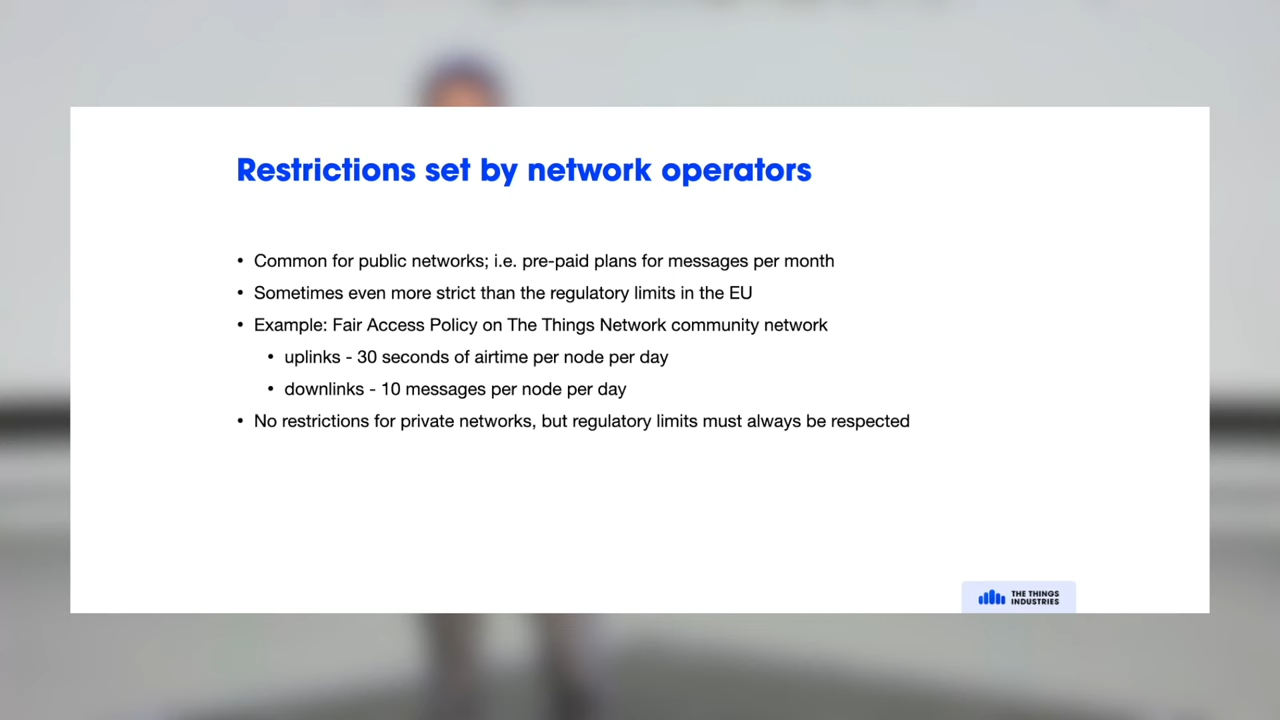 Restrictions set by network operators
• Common for public networks; i.e. pre-paid plans for messages per month
• Sometimes even more strict than the regulatory limits in the EU
• Example: Fair Access Policy on The Things Network community network
• uplinks - 30 seconds of airtime per node per day
• downlinks - 10 messages per node per day
• No restrictions for private networks, but regulatory limits must always be respected
THE THINGS
INDUSTRIES